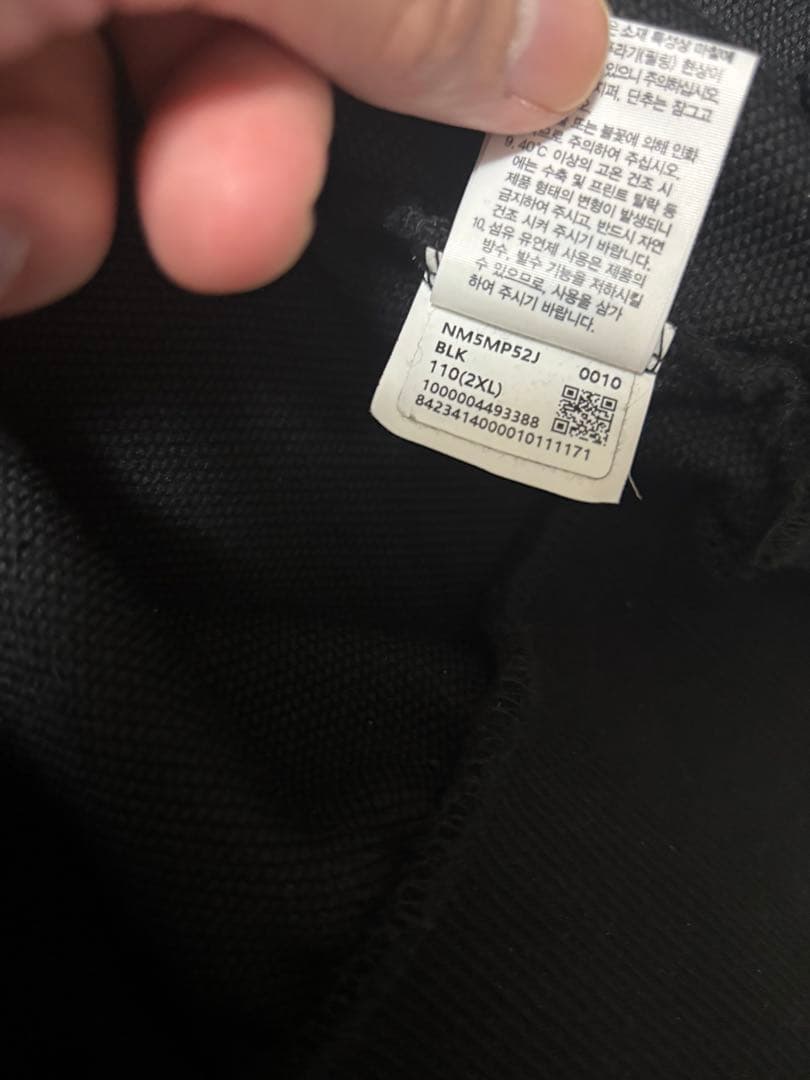 소재 특성상 마찰에
(필링) 현상이
있으니 주의하십시오
지퍼, 단추는 잠그고
또는 불꽃에 의해 인화
므로 주의하여 주십시오.
9. 40℃ 이상의 고온 건조 시
에는 수축 및 프린트 탈락 등
제품 형태의 변형이 발생되니
금지하여 주시고, 반드시 자연
건조 시켜 주시기 바랍니다.
10. 섬유 유연제 사용은 제품의
방수, 발수 기능을 저하시킬
수 있으므로, 사용을 삼가
하여 주시기 바랍니다.
NM5MP52J 0010
BLK
110(2XL)
1000004493388
8423414000010111171